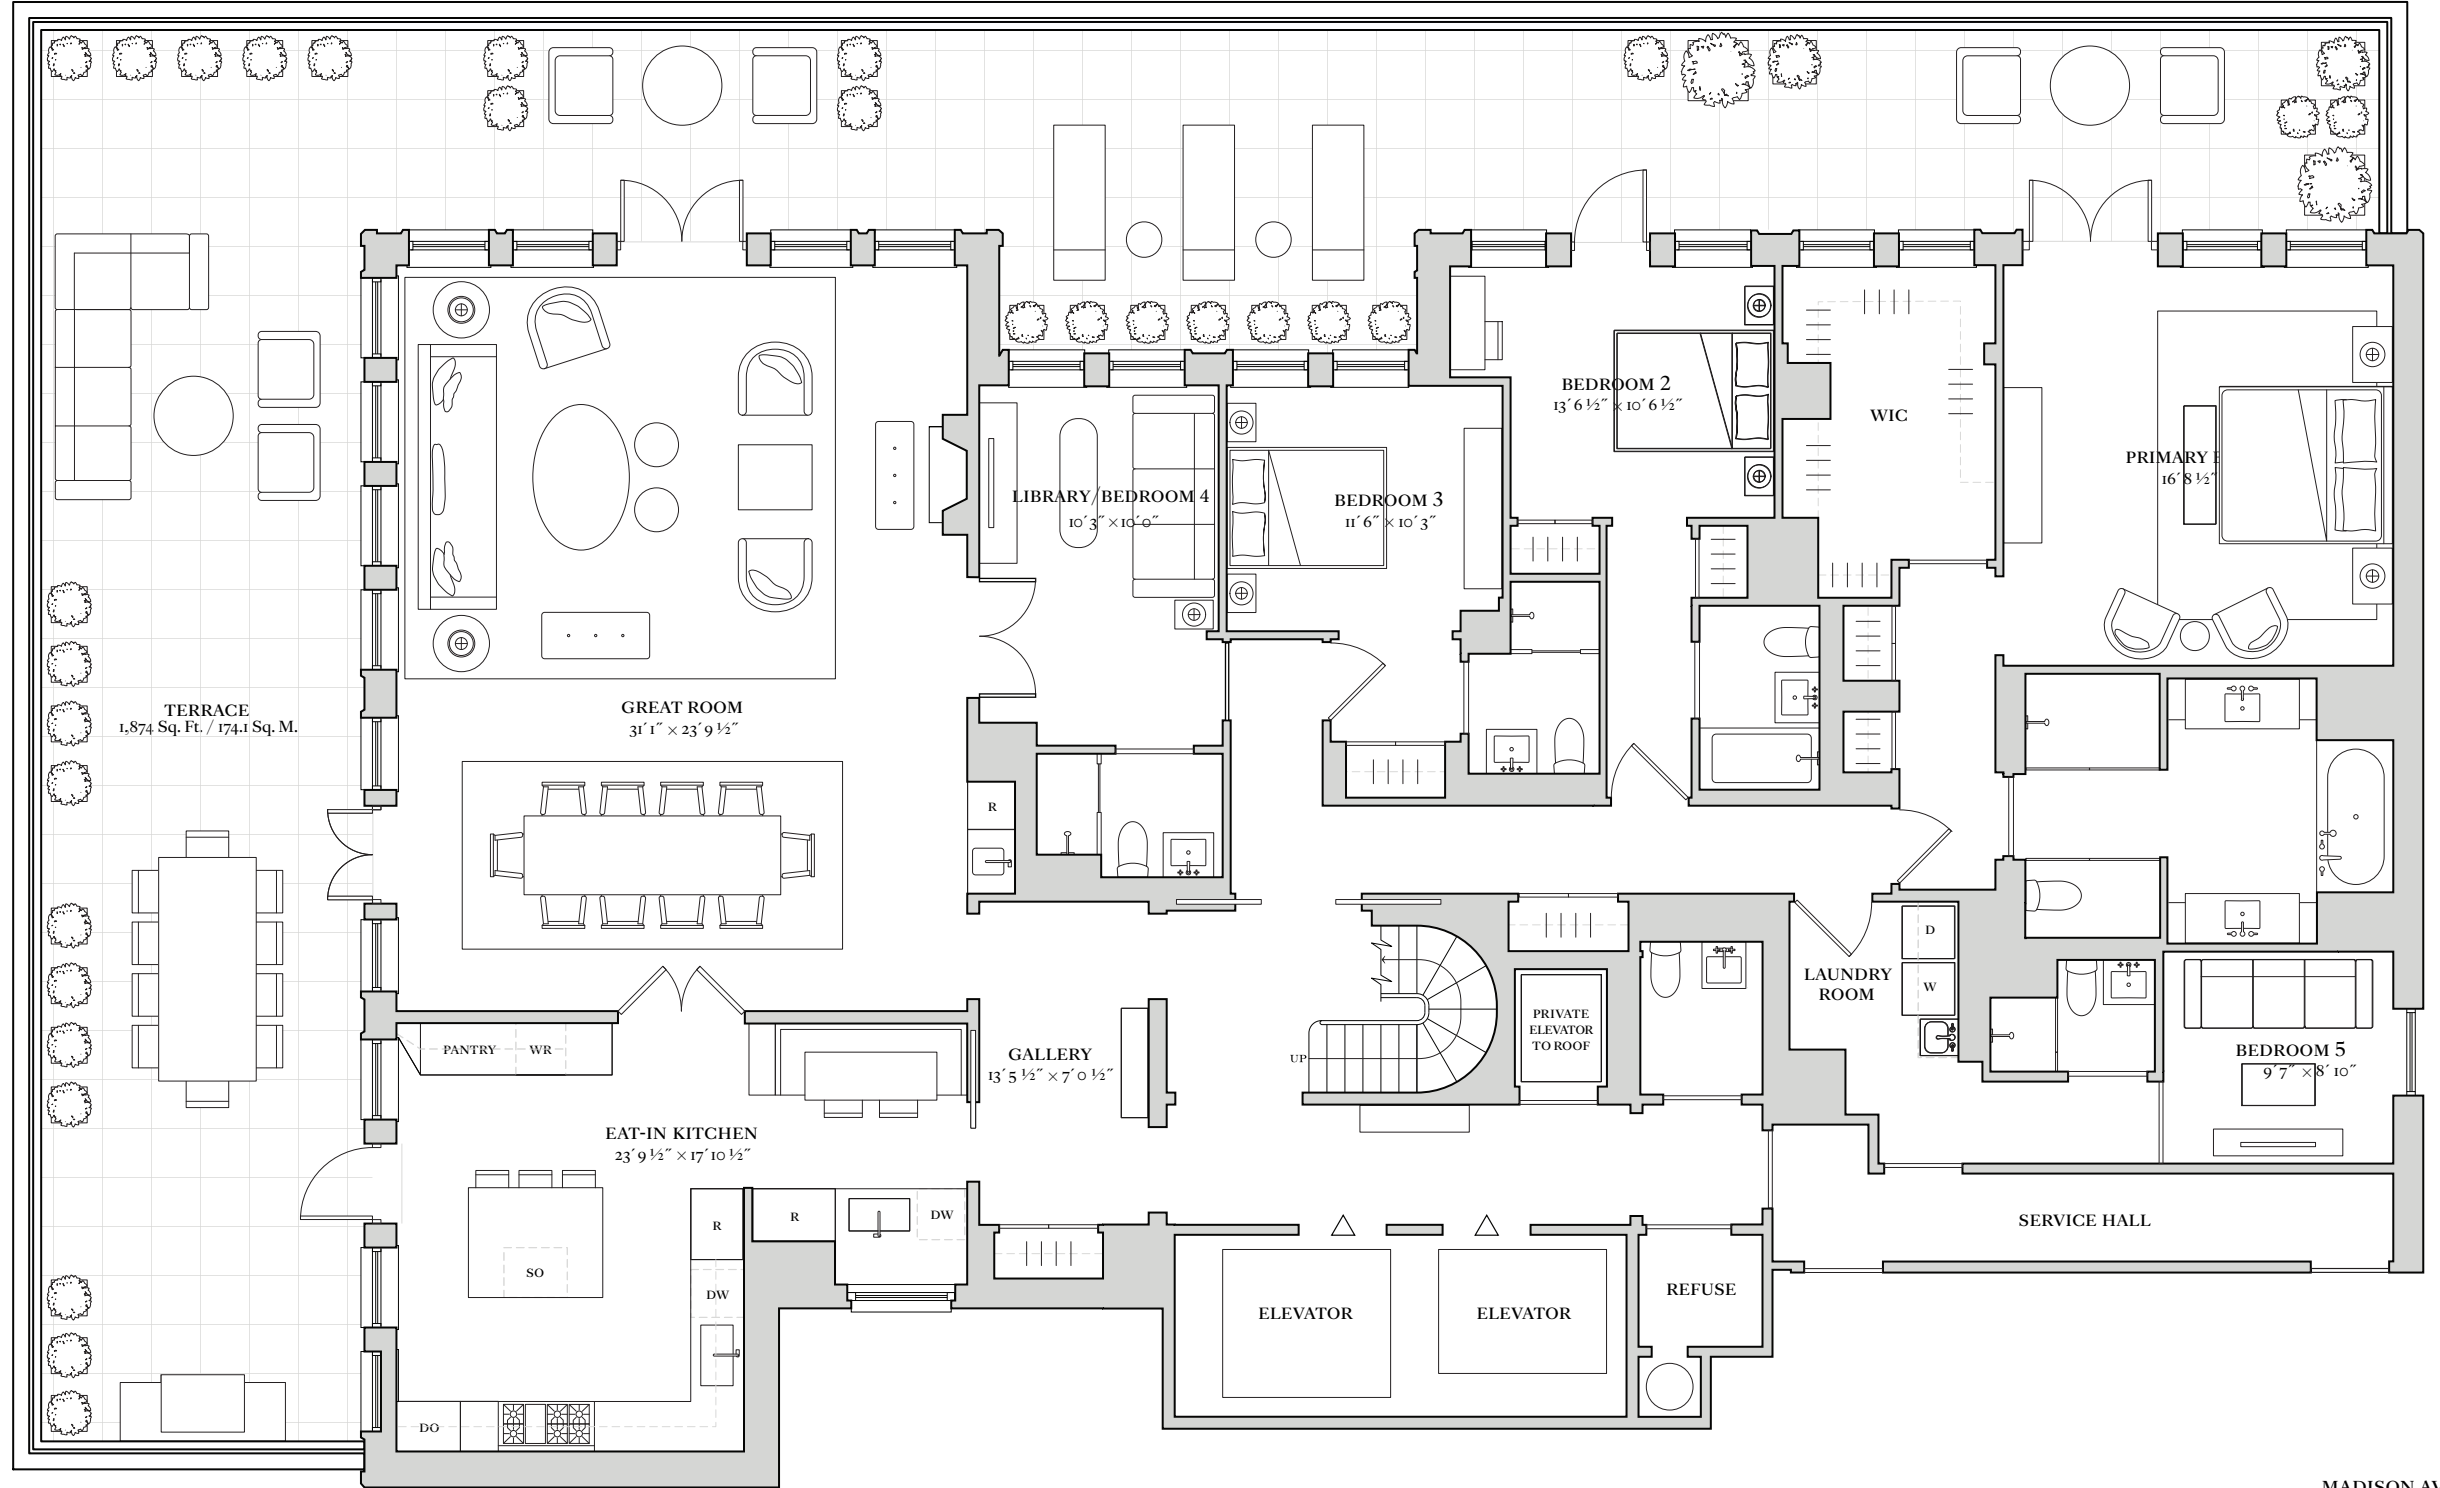 BEDROOM 2
13´6 ½˝ × 10´6 ½˝
WIC
PRIMARY
16´8 ½˝
LIBRARY/BEDROOM 4
10´3˝ × 10´0˝
BEDROOM 3
11´6˝ × 10´3˝
TERRACE
1,874 Sq. Ft. / 174.1 Sq. M.
GREAT ROOM
31´1˝ × 23´9 ½˝
R
D
W
LAUNDRY
ROOM
PRIVATE
ELEVATOR
TO ROOF
UP
PANTRY
WR
GALLERY
13´5 ½˝ × 7´0 ½˝
BEDROOM 5
9´7˝ × 8´10˝
EAT-IN KITCHEN
23´9 ½˝ × 17´10 ½˝
R
R
DW
SERVICE HALL
SO
DW
REFUSE
ELEVATOR
ELEVATOR
DO
MADISON